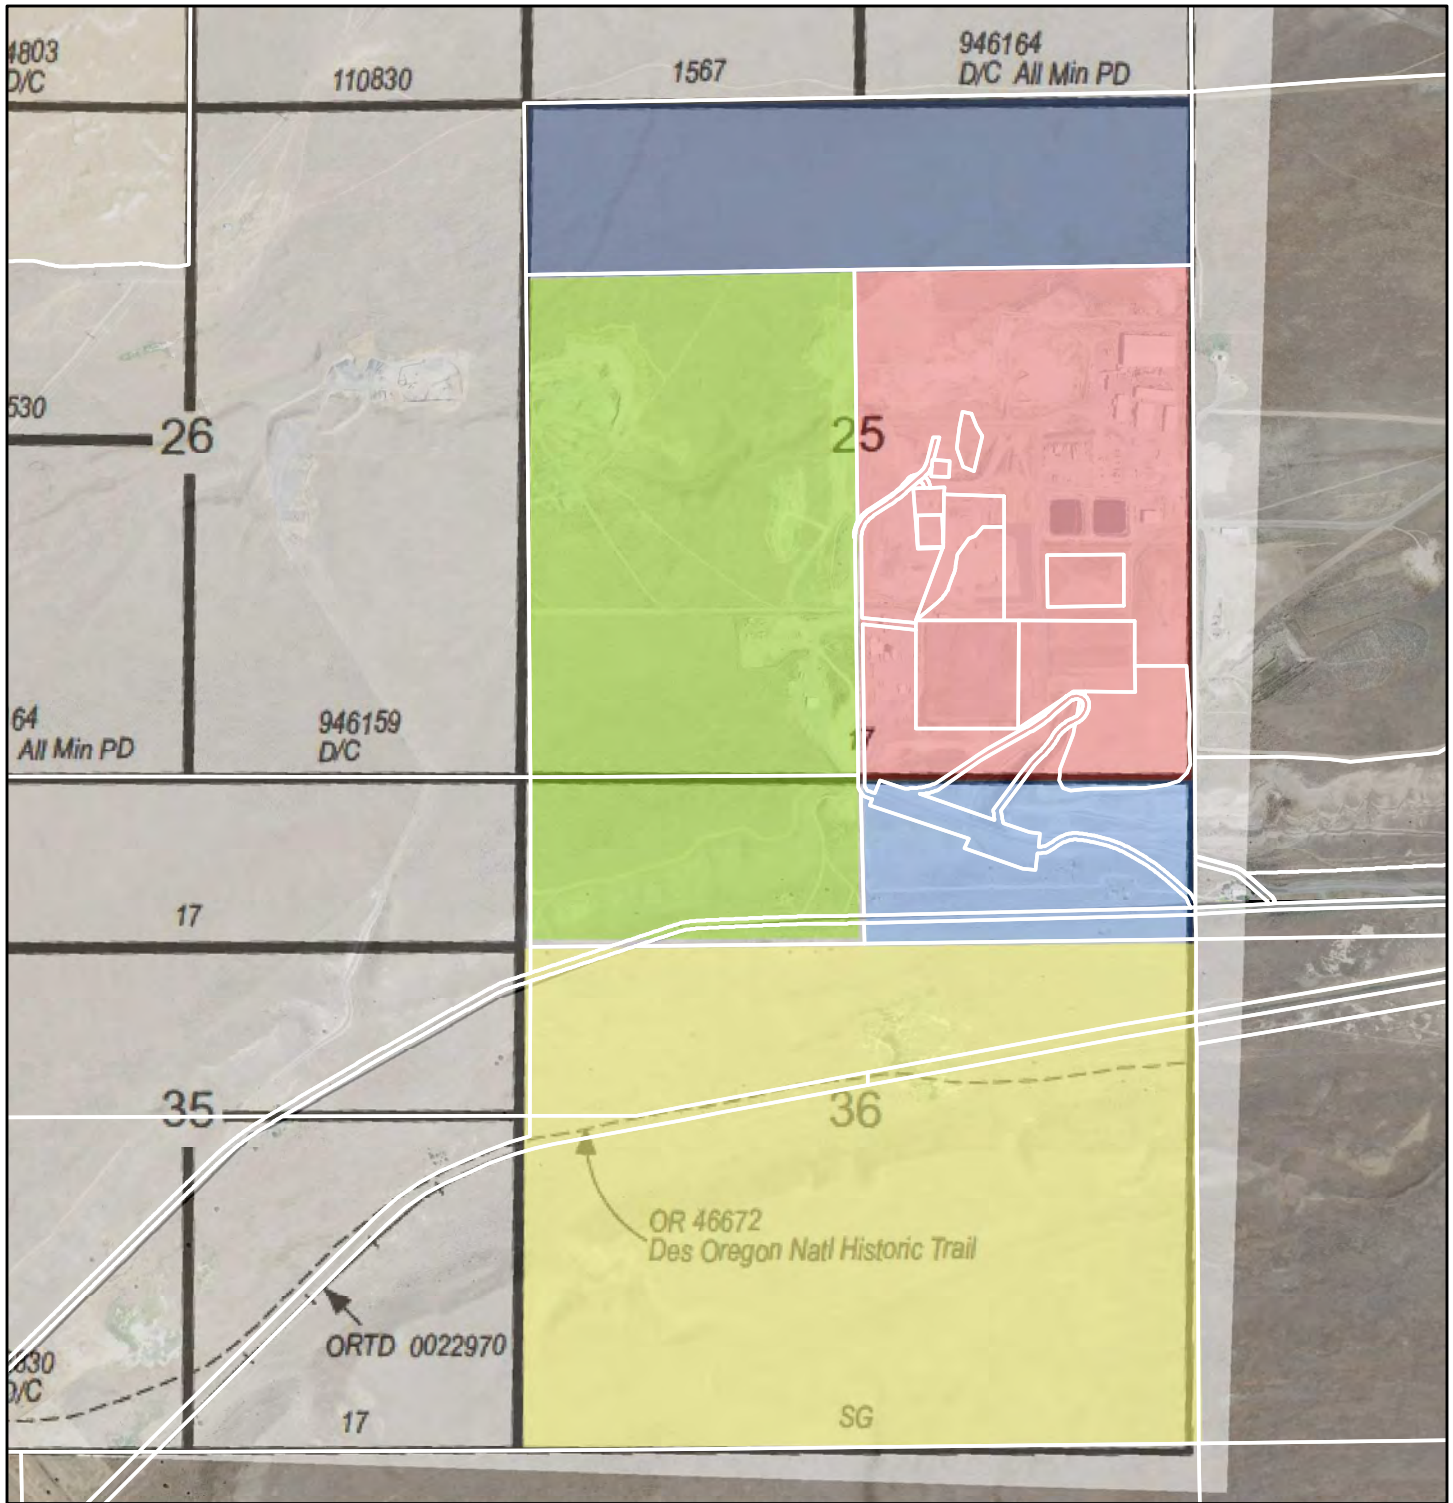 4803
D/C
110830
1567
946164
D/C All Min PD
530
26
25
64
All Min PD
946159
D/C
17
17
35
36
OR 46672
Des Oregon Natl Historic Trail
ORTD 0022970
D/C
17
SG